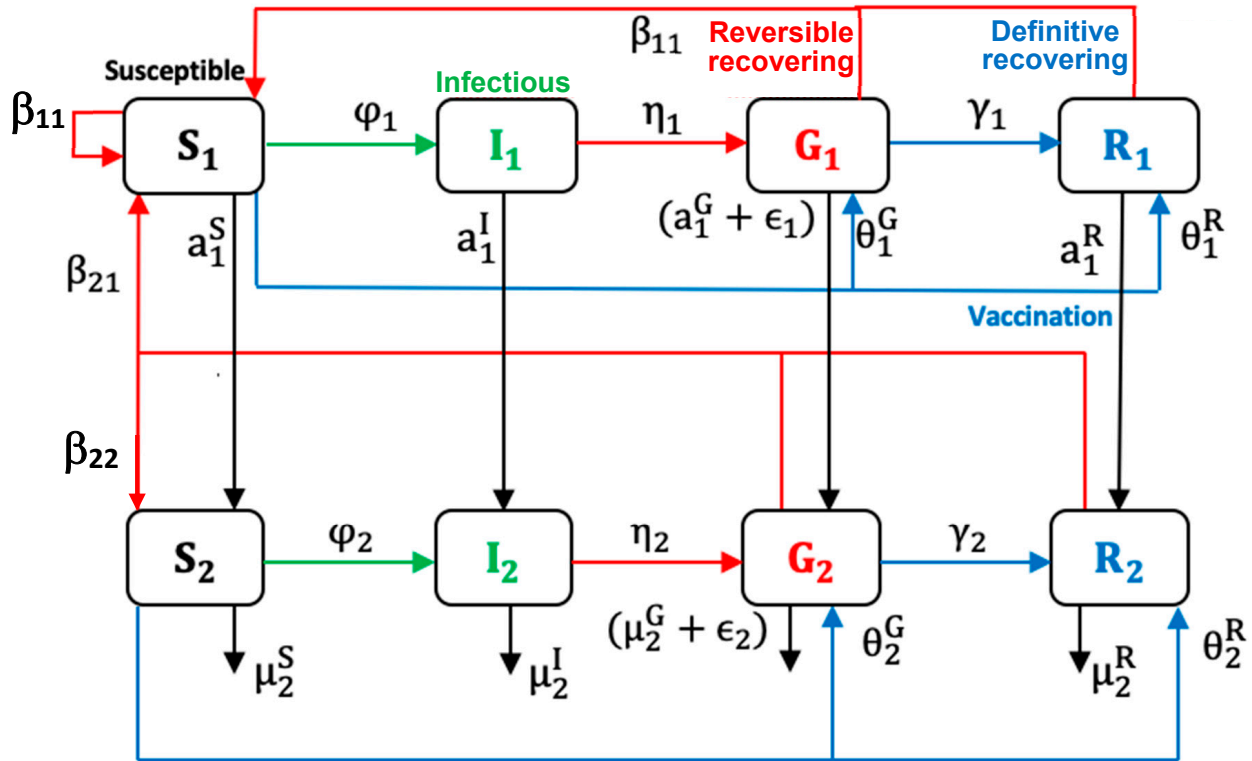 β₁₁ Reversible Definitive
recovering recovering
Susceptible Infectious
β₁₁ S₁ φ₁ I₁ η₁ G₁ γ₁ R₁
a₁ˢ a₁ᴵ (a₁ᴳ + ϵ₁) θ₁ᴳ a₁ᴿ θ₁ᴿ
β₂₁
Vaccination
β₂₂
S₂ φ₂ I₂ η₂ G₂ γ₂ R₂
μ₂ˢ μ₂ᴵ (μ₂ᴳ + ϵ₂) θ₂ᴳ μ₂ᴿ θ₂ᴿ